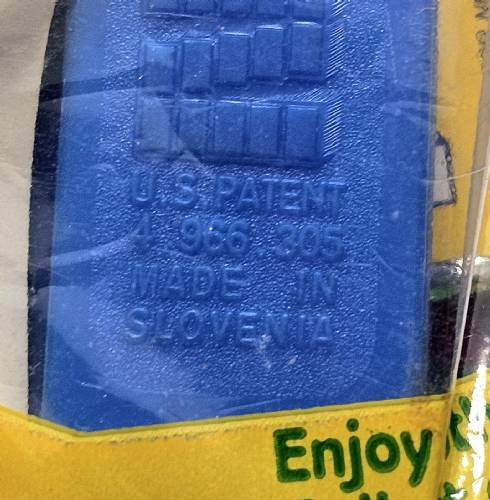 U.S. PATENT
4 966 305
MADE IN
SLOVENIA
Enjoy